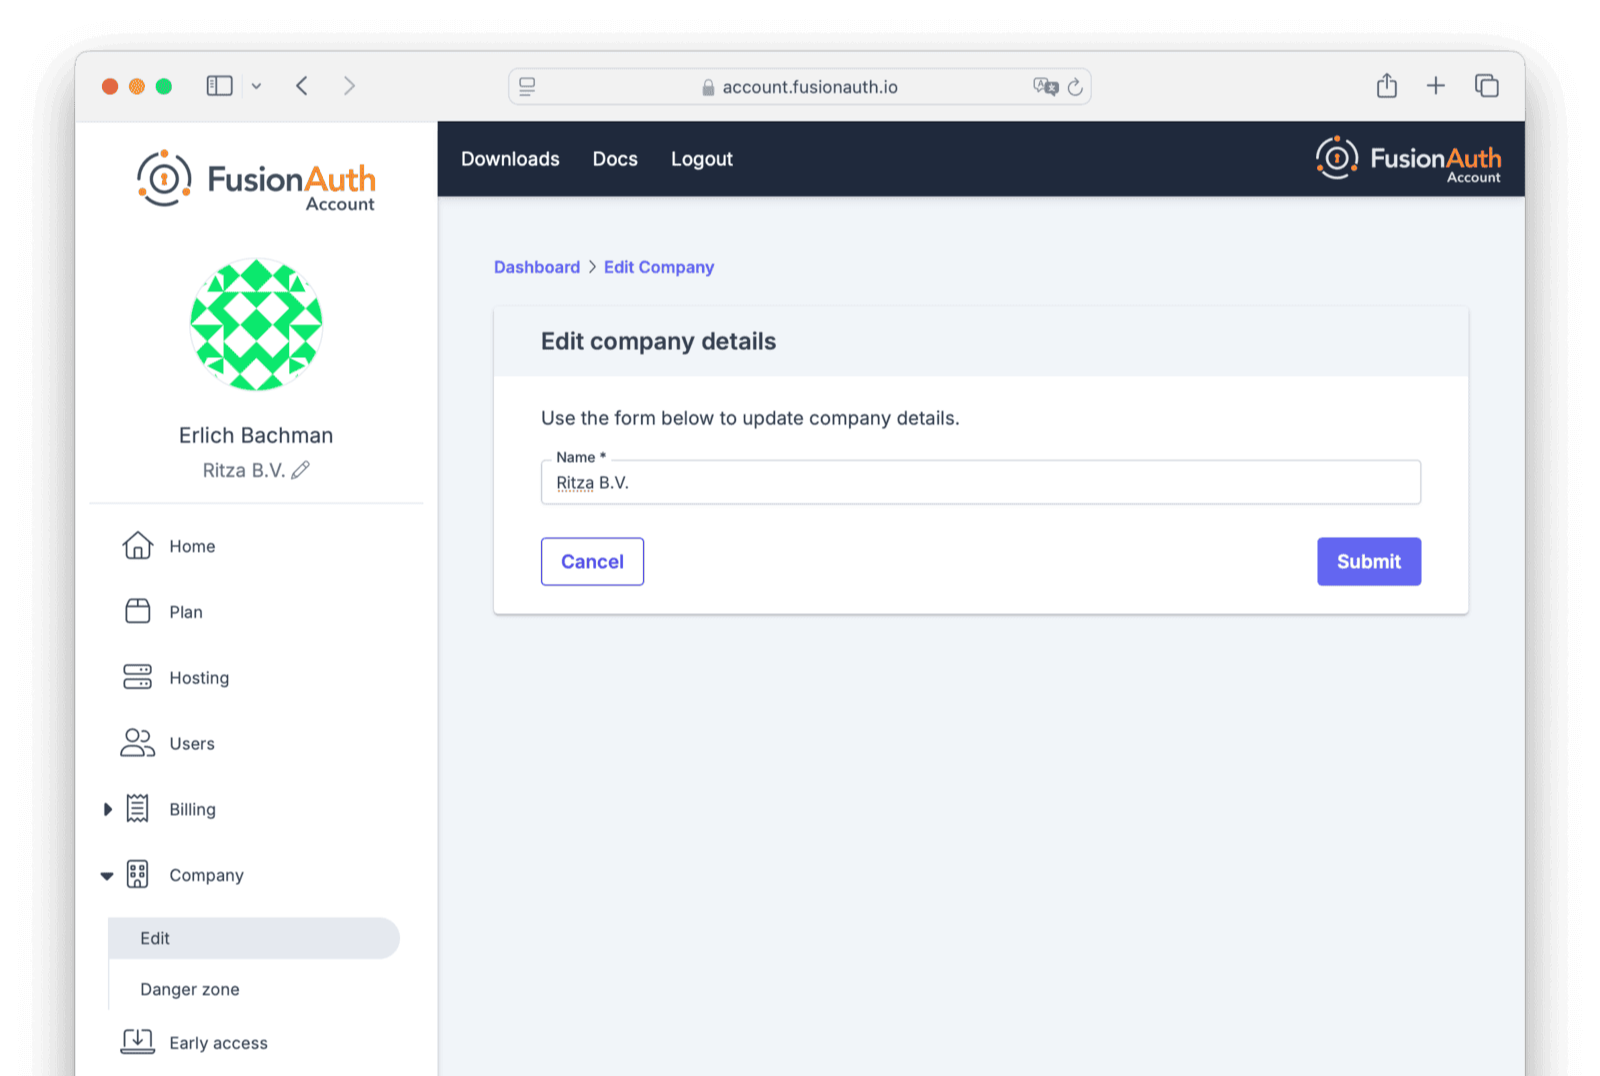 account.fusionauth.io
FusionAuth
Account
Downloads Docs Logout
FusionAuth
Account
Erlich Bachman
Ritza B.V.
Home
Plan
Hosting
Users
Billing
Company
Edit
Danger zone
Early access
Dashboard > Edit Company
Edit company details
Use the form below to update company details.
Name *
Ritza B.V.
Cancel Submit